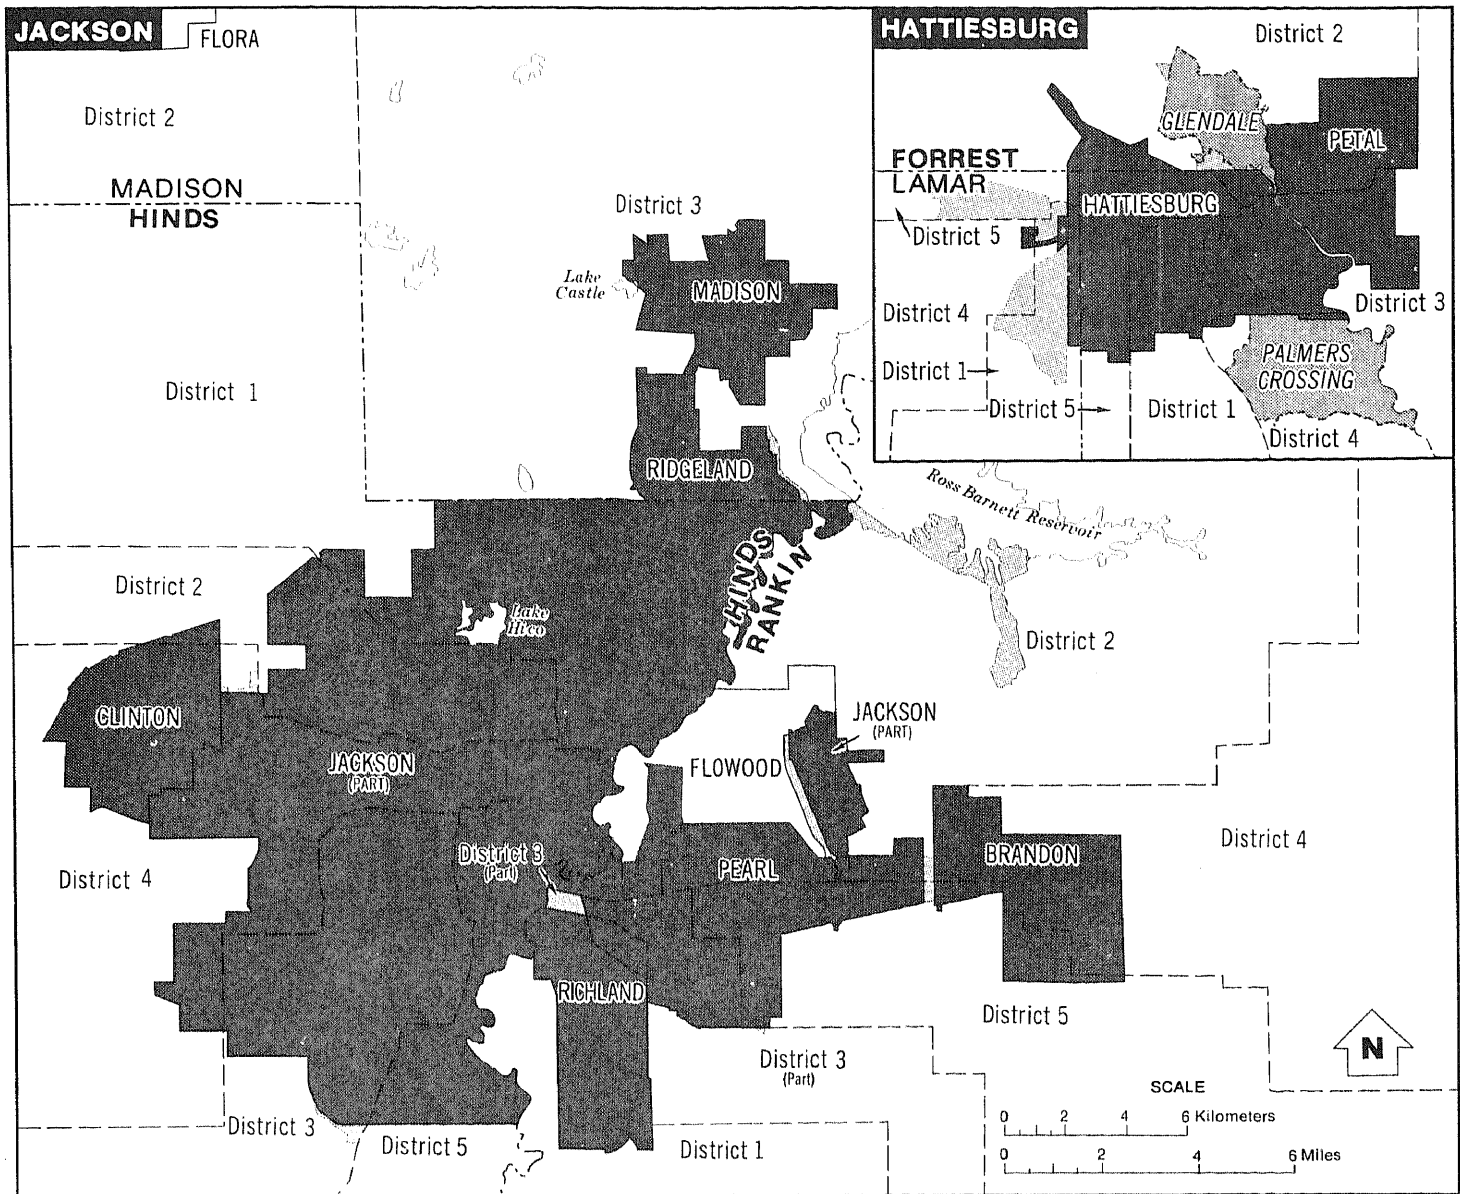 JACKSON
FLORA
District 2
MADISON
HINDS
District 3
Lake
Castle
MADISON
District 1
RIDGELAND
HINDS
RANKIN
Ross Barnett Reservoir
District 2
Lake
Hico
District 2
CLINTON
JACKSON
(PART)
JACKSON
(PART)
FLOWOOD
District 3
(Part)
PEARL
BRANDON
District 4
District 4
RICHLAND
District 5
District 3
(Part)
District 3
District 5
District 1
N
SCALE
0 2 4 6 Kilometers
0 2 4 6 Miles
HATTIESBURG
District 2
GLENDALE
PETAL
FORREST
LAMAR
HATTIESBURG
District 5
District 4
District 3
District 1
PALMERS
CROSSING
District 5
District 1
District 4